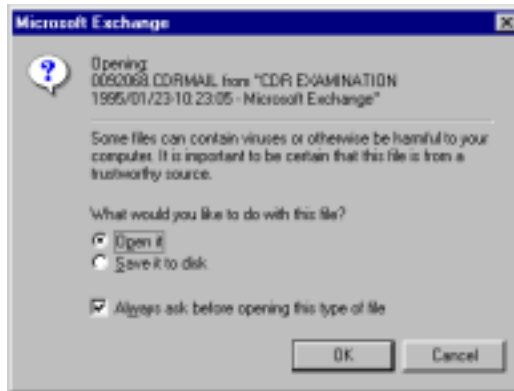 Microsoft Exchange
Opening:
0092068.CDRMAIL from "CDR EXAMINATION
1995/01/23-10:23:05 - Microsoft Exchange"
Some files can contain viruses or otherwise be harmful to your
computer. It is important to be certain that this file is from a
trustworthy source.
What would you like to do with this file?
Open it
Save it to disk
Always ask before opening this type of file
OK Cancel